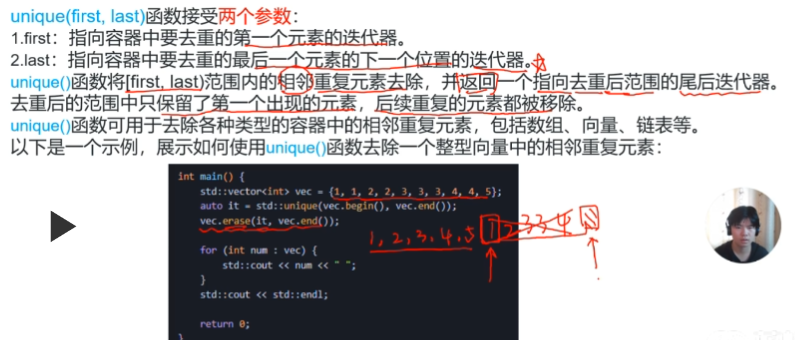 unique(first, last)函数接受两个参数：
1.first：指向容器中要去重的第一个元素的迭代器。
2.last：指向容器中要去重的最后一个元素的下一个位置的迭代器。
unique()函数将[first, last)范围内的相邻重复元素去除，并返回一个指向去重后范围的尾后迭代器。
去重后的范围中只保留了第一个出现的元素，后续重复的元素都被移除。
unique()函数可用于去除各种类型的容器中的相邻重复元素，包括数组、向量、链表等。
以下是一个示例，展示如何使用unique()函数去除一个整型向量中的相邻重复元素：
int main() {
std::vector<int> vec = {1, 1, 2, 2, 3, 3, 3, 4, 4, 5};
auto it = std::unique(vec.begin(), vec.end());
vec.erase(it, vec.end());
1, 2, 3, 4, 5
for (int num : vec) {
std::cout << num << " ";
}
std::cout << std::endl;
return 0;
}